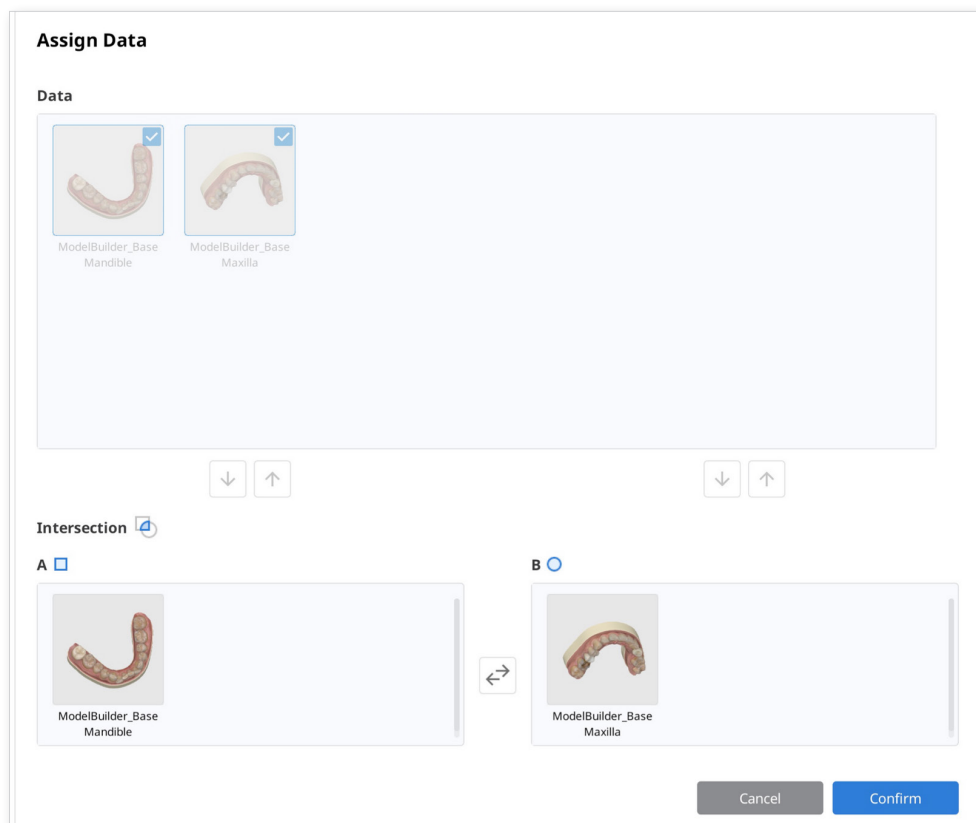 Assign Data
Data
ModelBuilder_Base
Mandible
ModelBuilder_Base
Maxilla
Intersection
A
B
ModelBuilder_Base
Mandible
ModelBuilder_Base
Maxilla
Cancel
Confirm